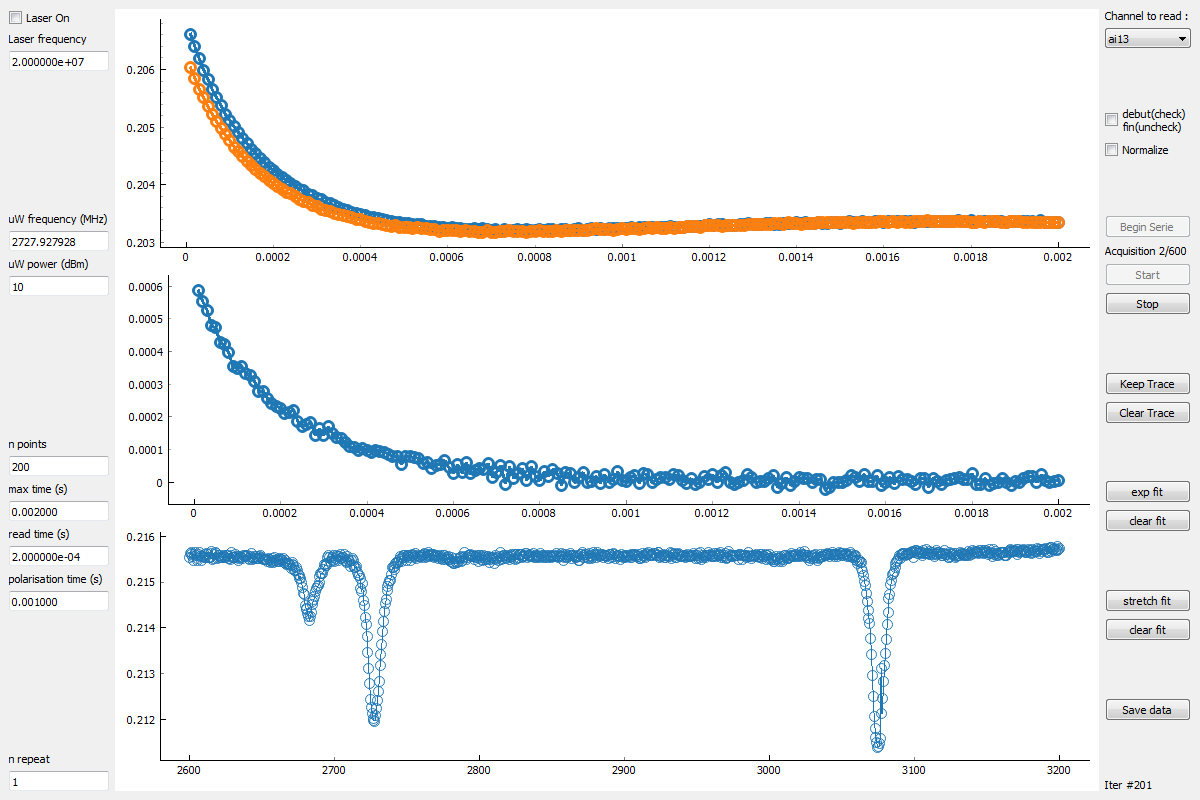 Laser On
Laser frequency
2.000000e+07
uW frequency (MHz)
2727.927928
uW power (dBm)
10
n points
200
max time (s)
0.002000
read time (s)
2.000000e-04
polarisation time (s)
0.001000
n repeat
1
0.206
0.205
0.204
0.203
0 0.0002 0.0004 0.0006 0.0008 0.001 0.0012 0.0014 0.0016 0.0018 0.002
0.0006
0.0005
0.0004
0.0003
0.0002
0.0001
0
0 0.0002 0.0004 0.0006 0.0008 0.001 0.0012 0.0014 0.0016 0.0018 0.002
0.216
0.215
0.214
0.213
0.212
2600 2700 2800 2900 3000 3100 3200
Channel to read :
ai13
debut(check)
fin(uncheck)
Normalize
Begin Serie
Acquisition 2/600
Start
Stop
Keep Trace
Clear Trace
exp fit
clear fit
stretch fit
clear fit
Save data
Iter #201